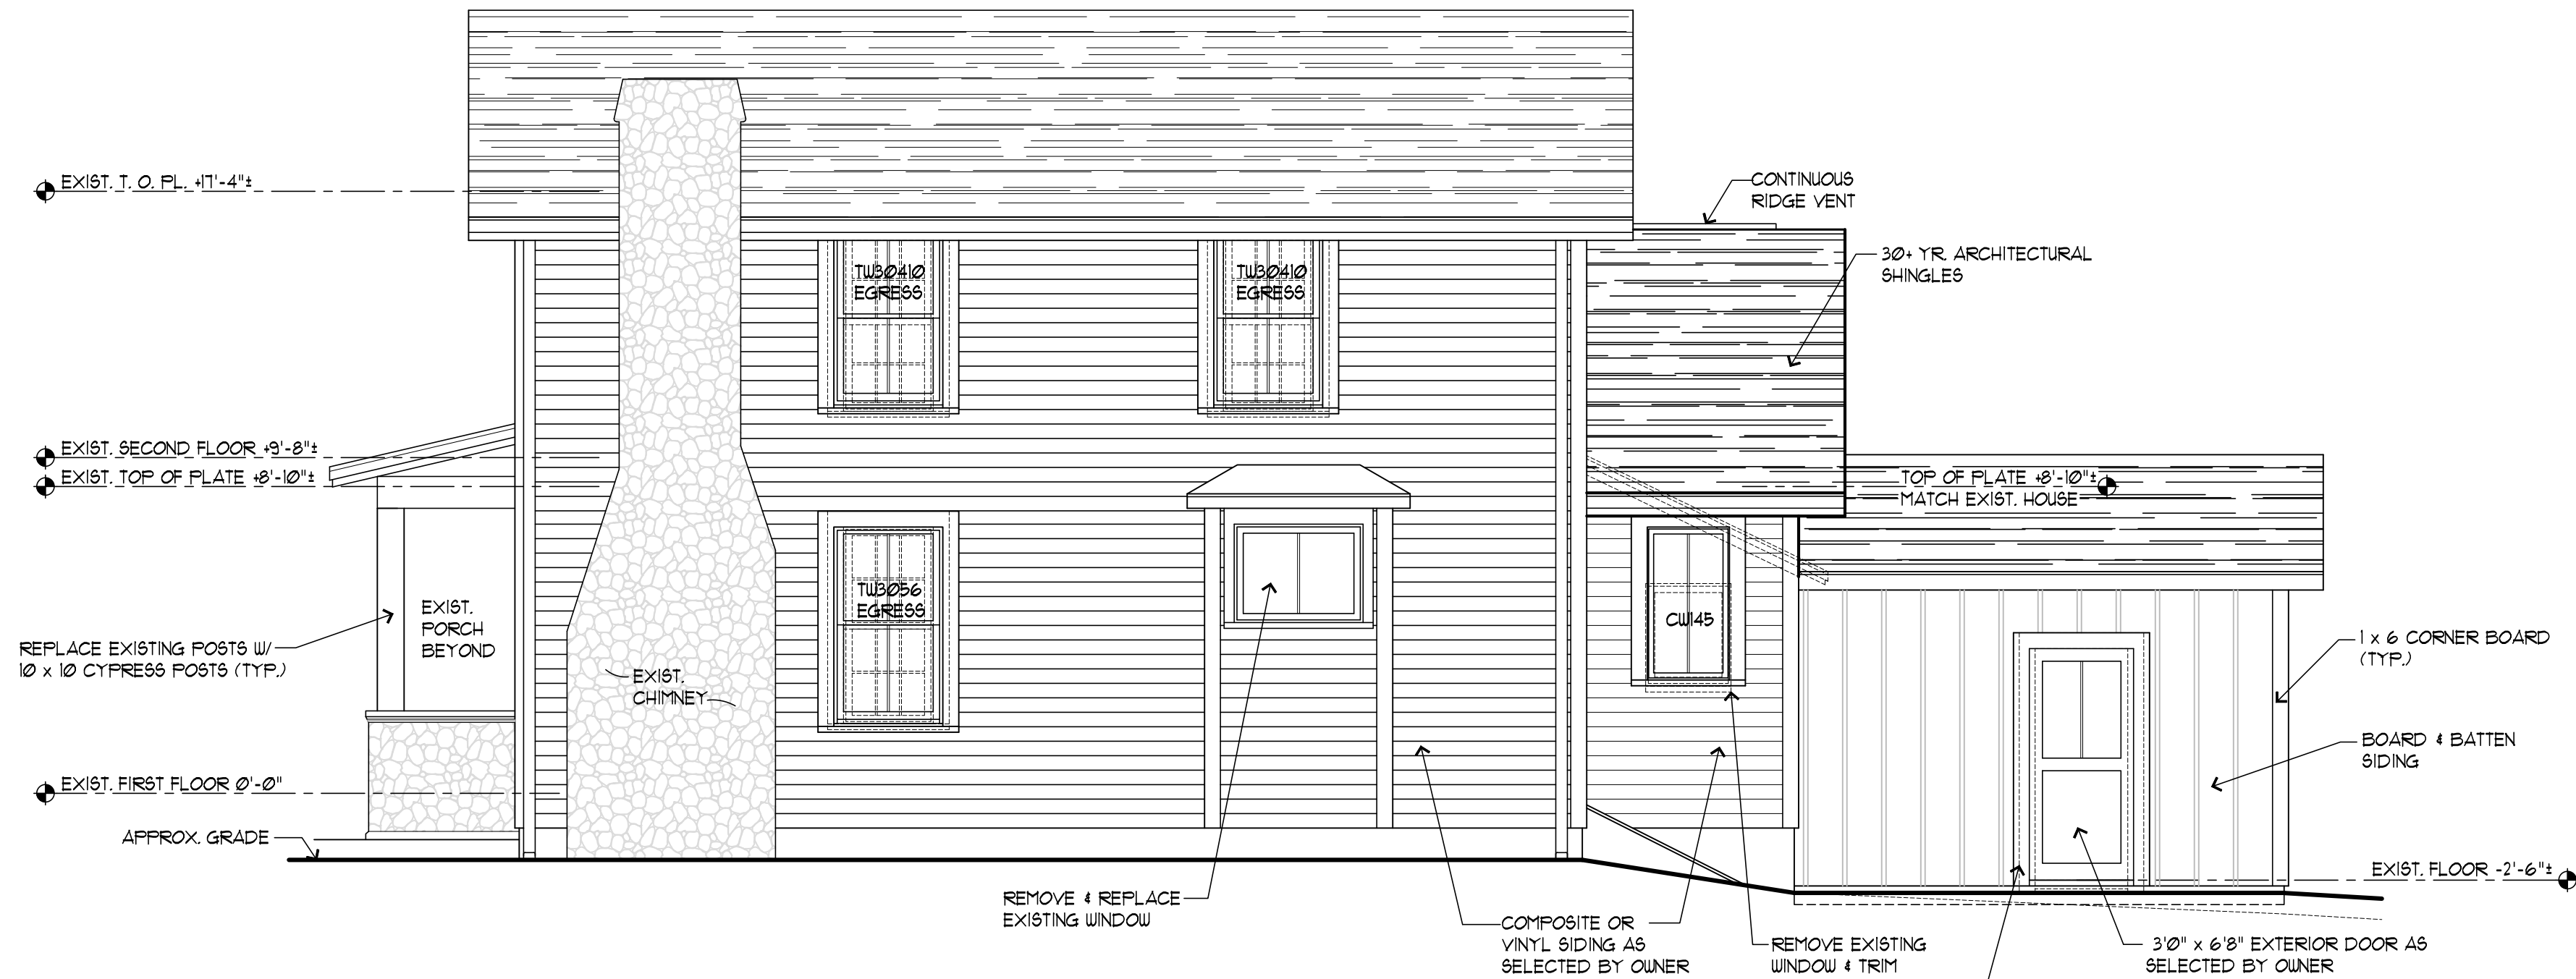 EXIST. T. O. PL. +17'-4"±
CONTINUOUS
RIDGE VENT
30+ YR. ARCHITECTURAL
SHINGLES
TW30410
EGRESS
TW30410
EGRESS
EXIST. SECOND FLOOR +9'-8"±
EXIST. TOP OF PLATE +8'-10"±
TOP OF PLATE +8'-10"±
MATCH EXIST. HOUSE
TW3056
EGRESS
CW145
EXIST.
PORCH
BEYOND
REPLACE EXISTING POSTS W/
10 x 10 CYPRESS POSTS (TYP.)
EXIST.
CHIMNEY
1 x 6 CORNER BOARD
(TYP.)
BOARD & BATTEN
SIDING
EXIST. FIRST FLOOR 0'-0"
APPROX. GRADE
EXIST. FLOOR -2'-6"±
REMOVE & REPLACE
EXISTING WINDOW
COMPOSITE OR
VINYL SIDING AS
SELECTED BY OWNER
REMOVE EXISTING
WINDOW & TRIM
3'0" x 6'8" EXTERIOR DOOR AS
SELECTED BY OWNER